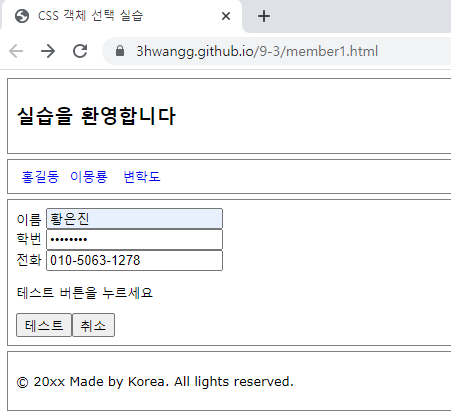 CSS 객체 선택 실습
3hwangg.github.io/9-3/member1.html
실습을 환영합니다
홍길동 이몽룡 변학도
이름 황은진
학번 ••••••••
전화 010-5063-1278
테스트 버튼을 누르세요
테스트 취소
© 20xx Made by Korea. All lights reserved.